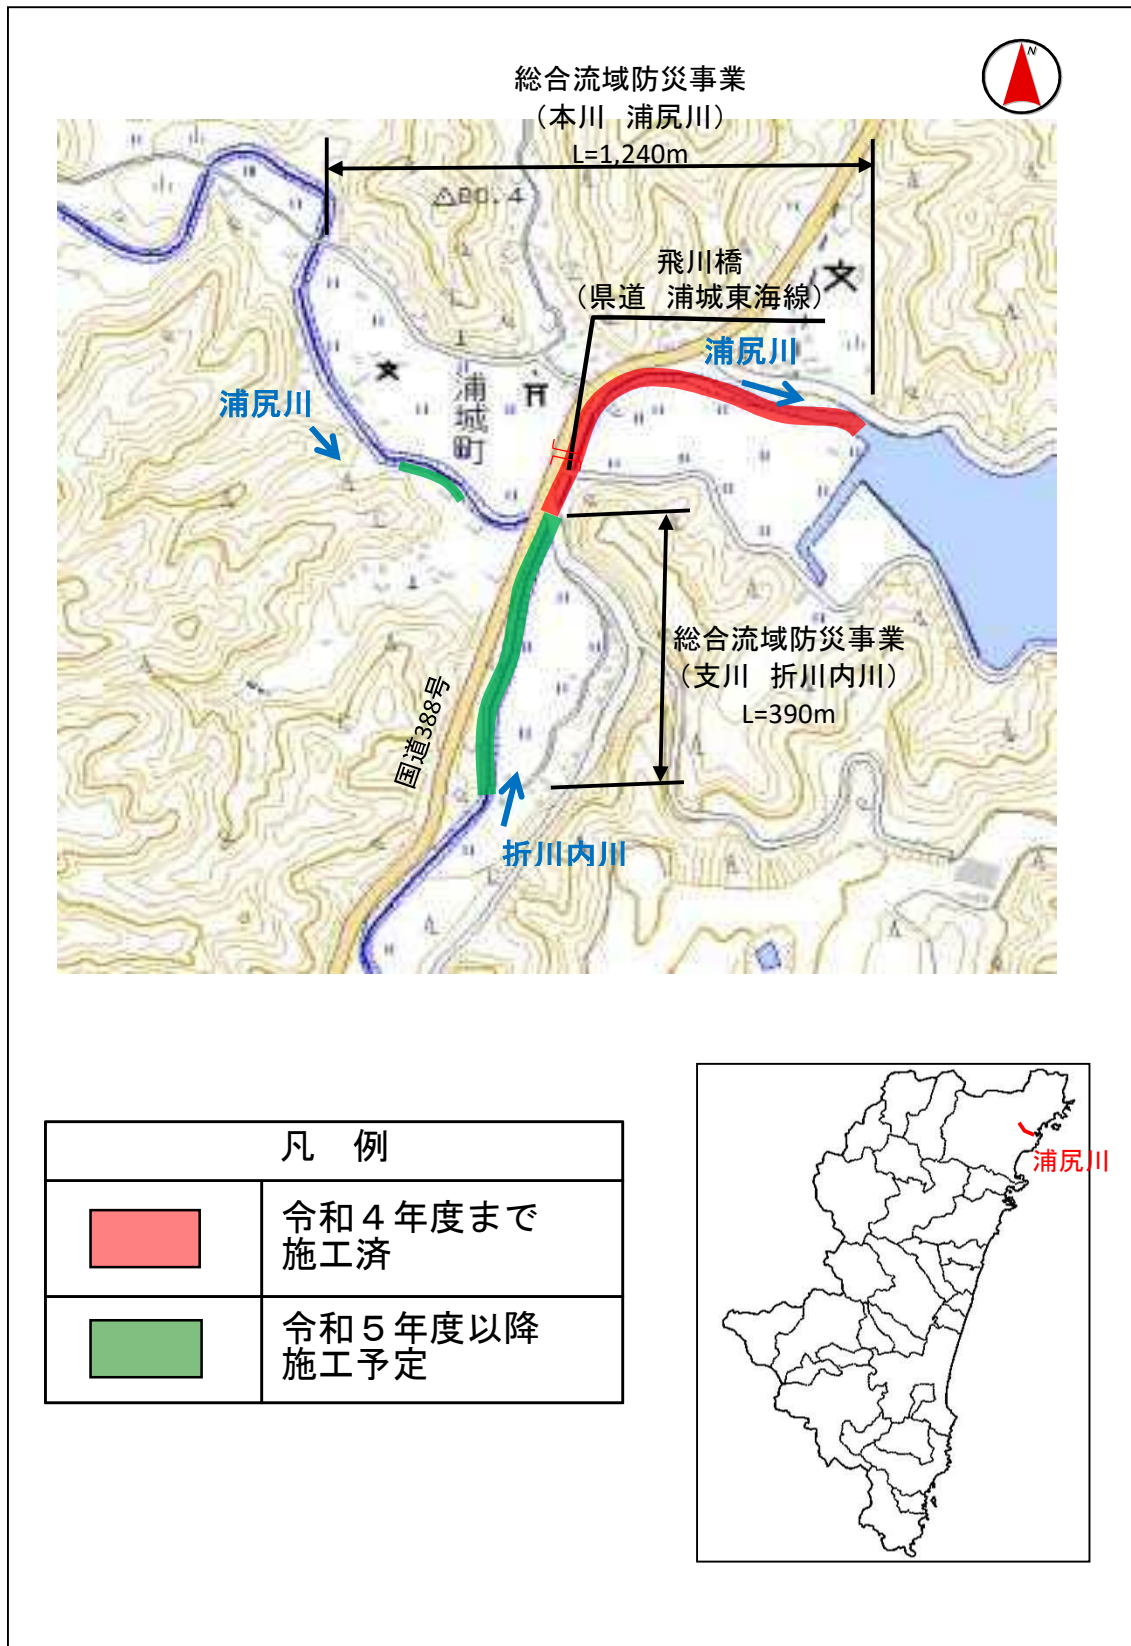 N
総合流域防災事業
（本川　浦尻川）
L=1,240m
△80.4
飛川橋
（県道　浦城東海線）
浦尻川
浦尻川
浦城町
総合流域防災事業
（支川　折川内川）
L=390m
国道388号
折川内川
凡　例
令和４年度まで
施工済
令和５年度以降
施工予定
浦尻川